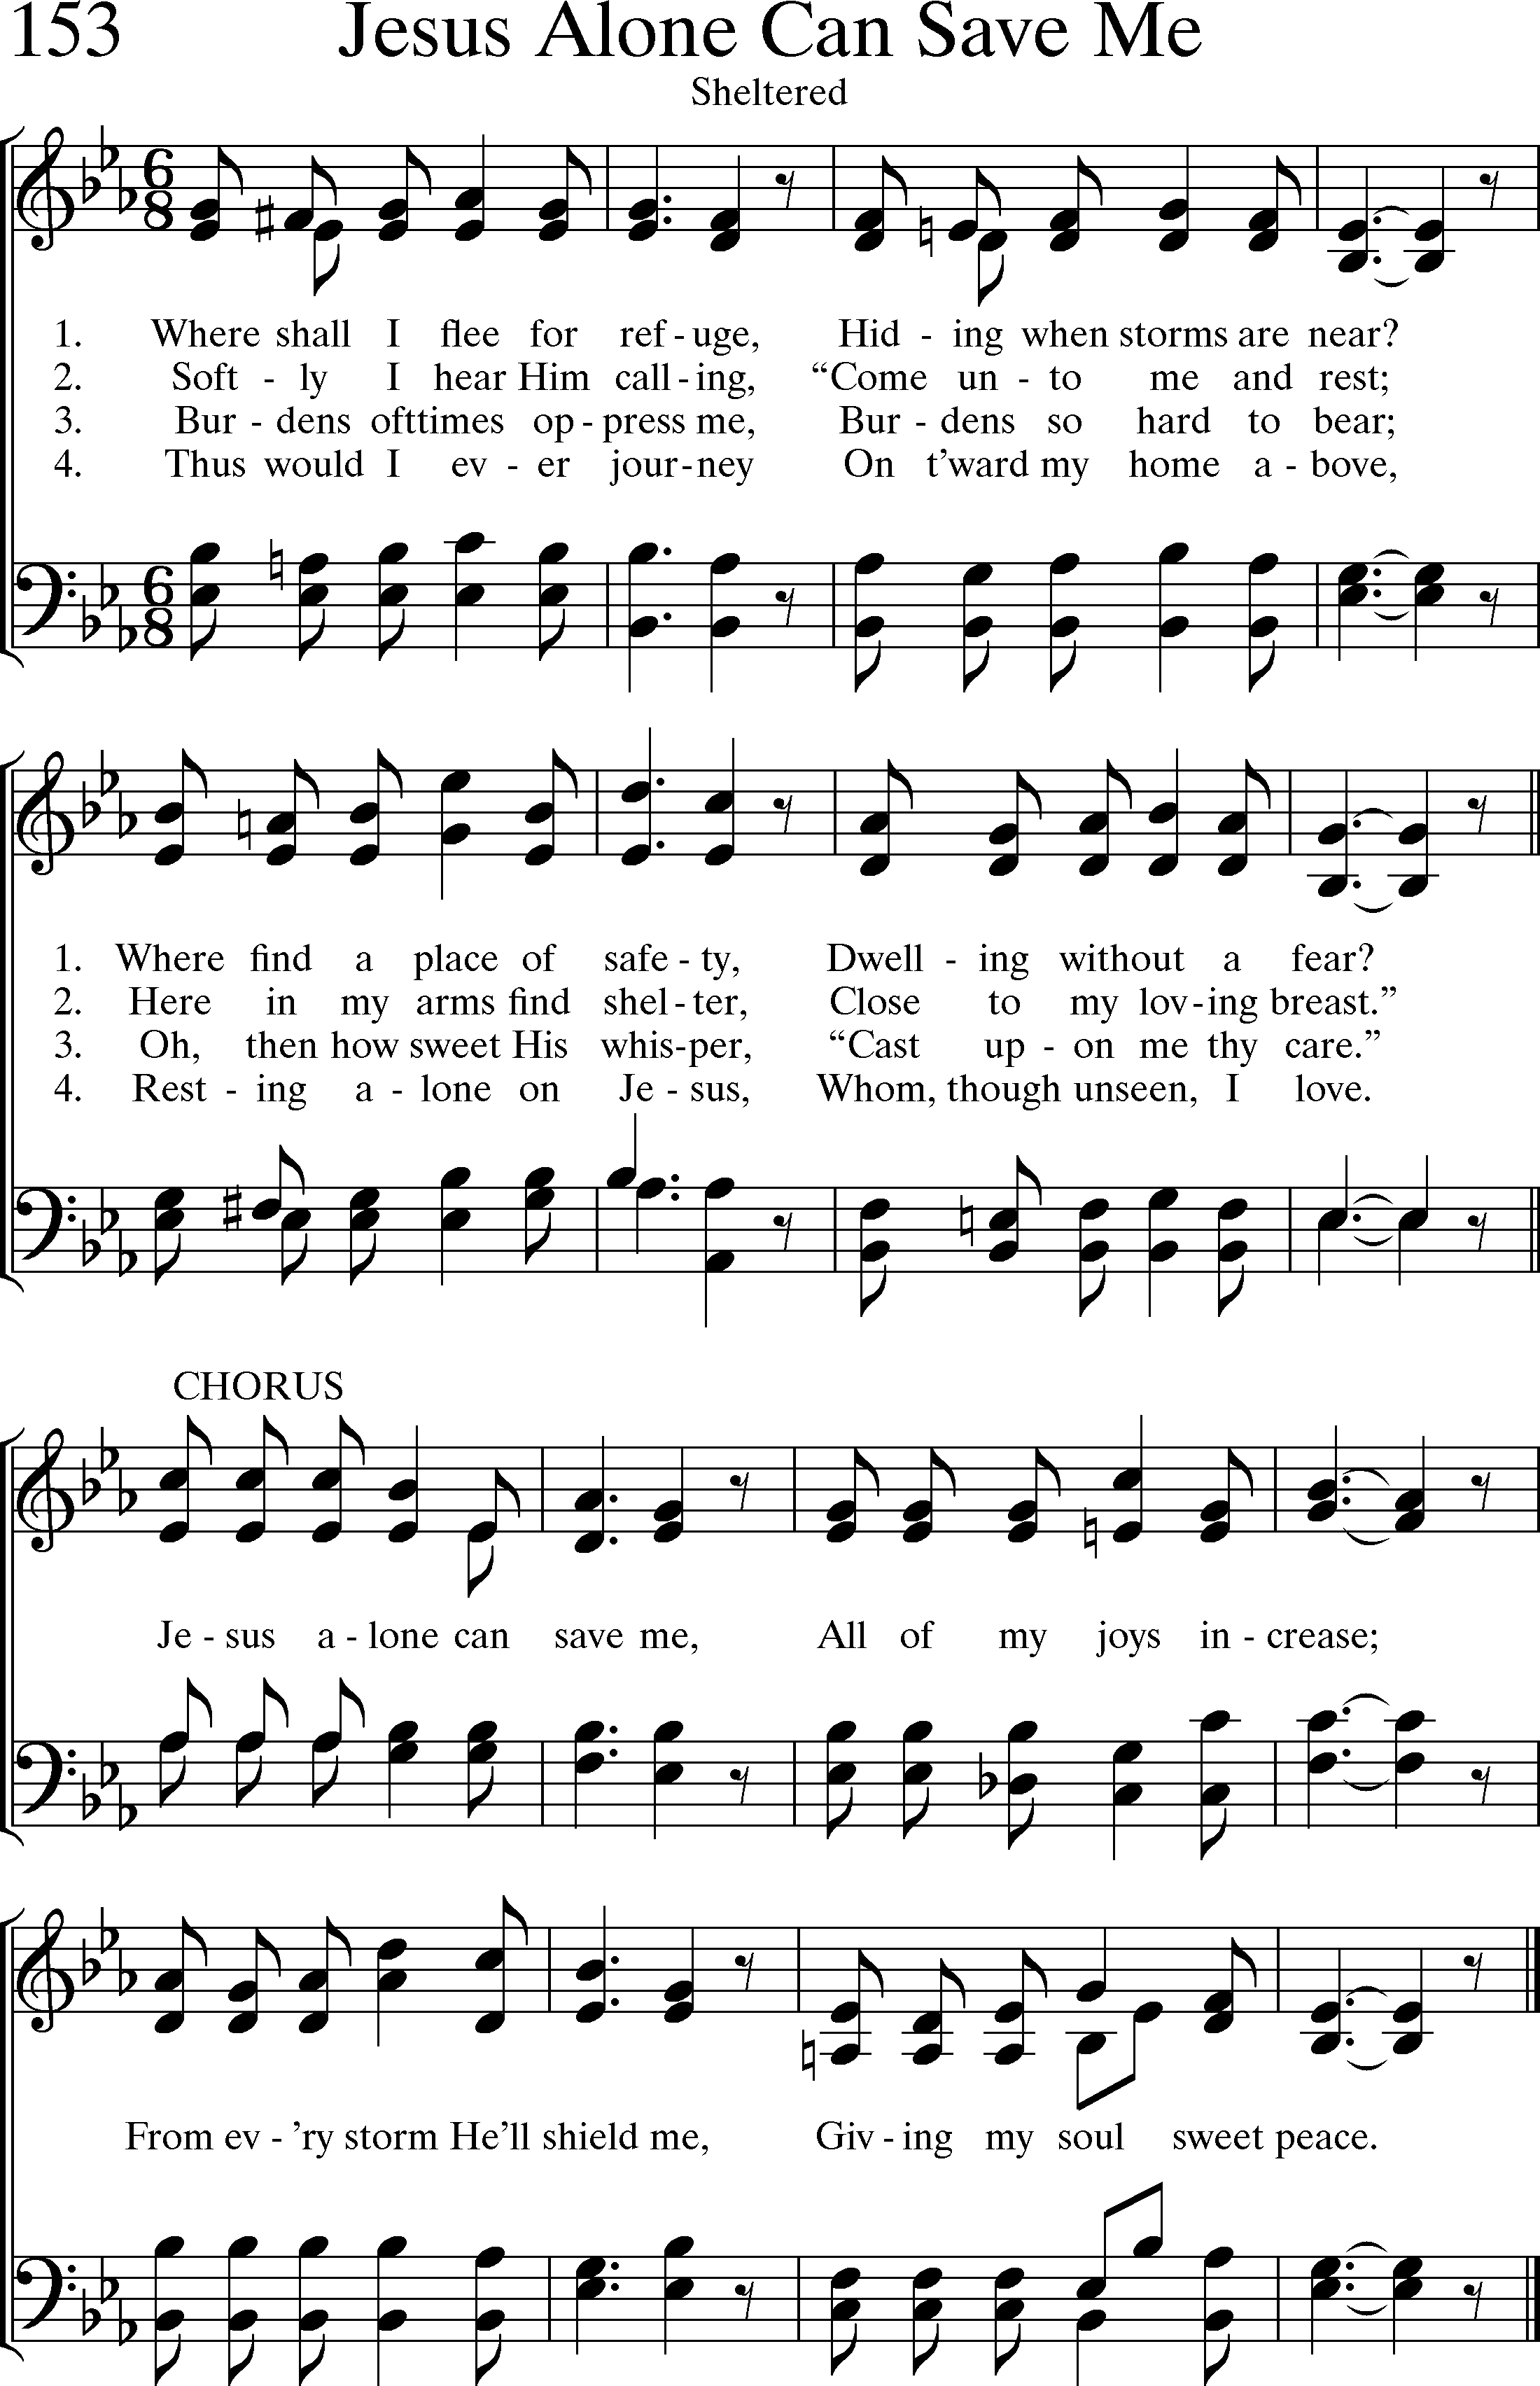 153 Jesus Alone Can Save Me
Sheltered
1. Where shall I flee for ref - uge, Hid - ing when storms are near?
2. Soft - ly I hear Him call - ing, “Come un - to me and rest;
3. Bur - dens ofttimes op - press me, Bur - dens so hard to bear;
4. Thus would I ev - er jour - ney On t'ward my home a - bove,
1. Where find a place of safe - ty, Dwell - ing without a fear?
2. Here in my arms find shel - ter, Close to my lov - ing breast.”
3. Oh, then how sweet His whis - per, “Cast up - on me thy care.”
4. Rest - ing a - lone on Je - sus, Whom, though unseen, I love.
CHORUS
Je - sus a - lone can save me, All of my joys in - crease;
From ev - 'ry storm He'll shield me, Giv - ing my soul sweet peace.